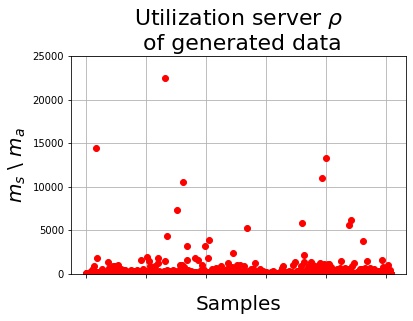 Utilization server ρ
of generated data
25000
20000
15000
10000
5000
0
m_s \ m_a
Samples